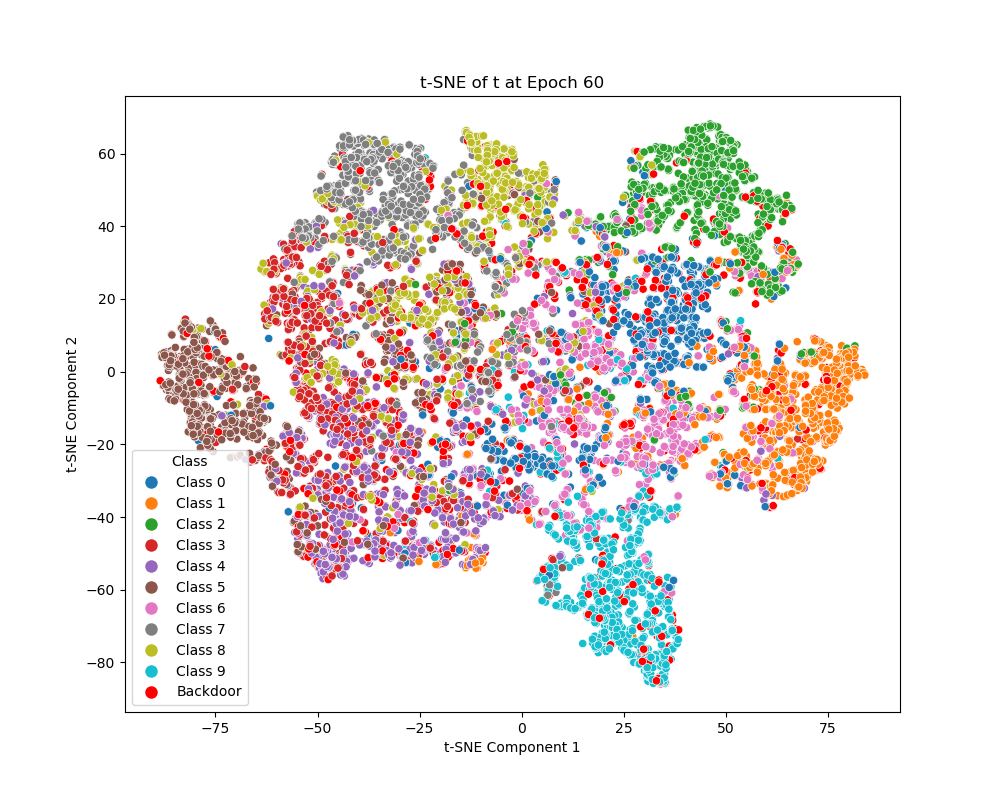 t-SNE of t at Epoch 60
t-SNE Component 2
60
40
20
0
−20
−40
−60
−80
Class
Class 0
Class 1
Class 2
Class 3
Class 4
Class 5
Class 6
Class 7
Class 8
Class 9
Backdoor
−75
−50
−25
0
25
50
75
t-SNE Component 1